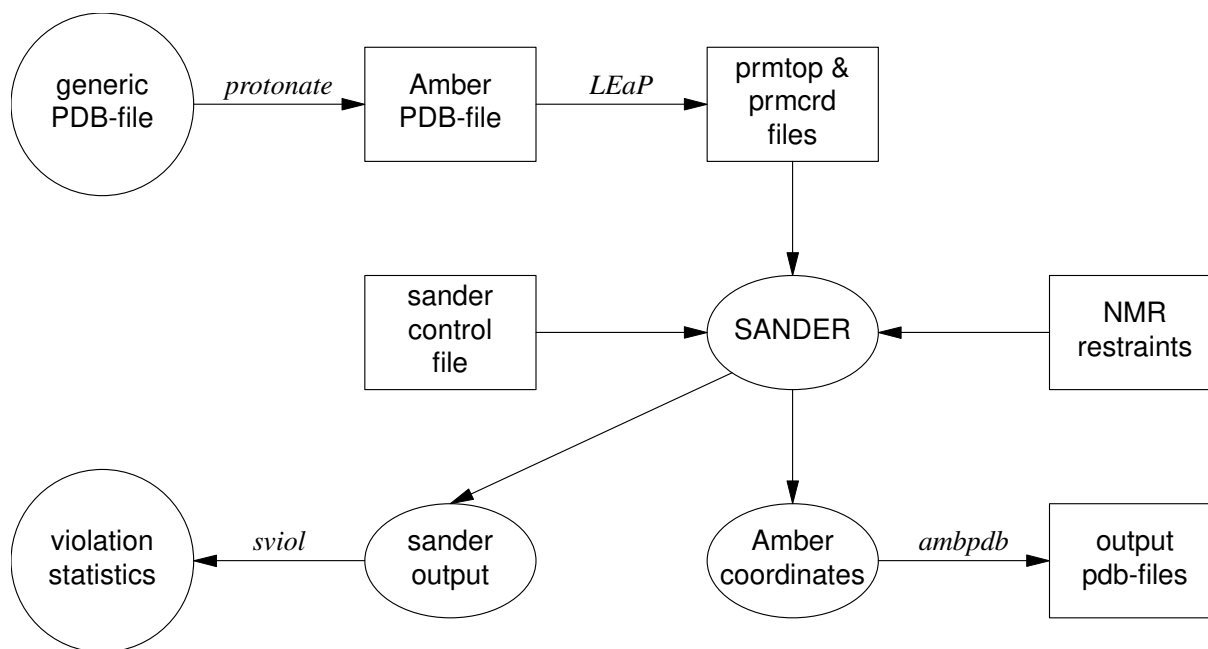 generic
PDB-file
protonate
Amber
PDB-file
LEaP
prmtop &
prmcrd
files
sander
control
file
SANDER
NMR
restraints
violation
statistics
sviol
sander
output
Amber
coordinates
ambpdb
output
pdb-files